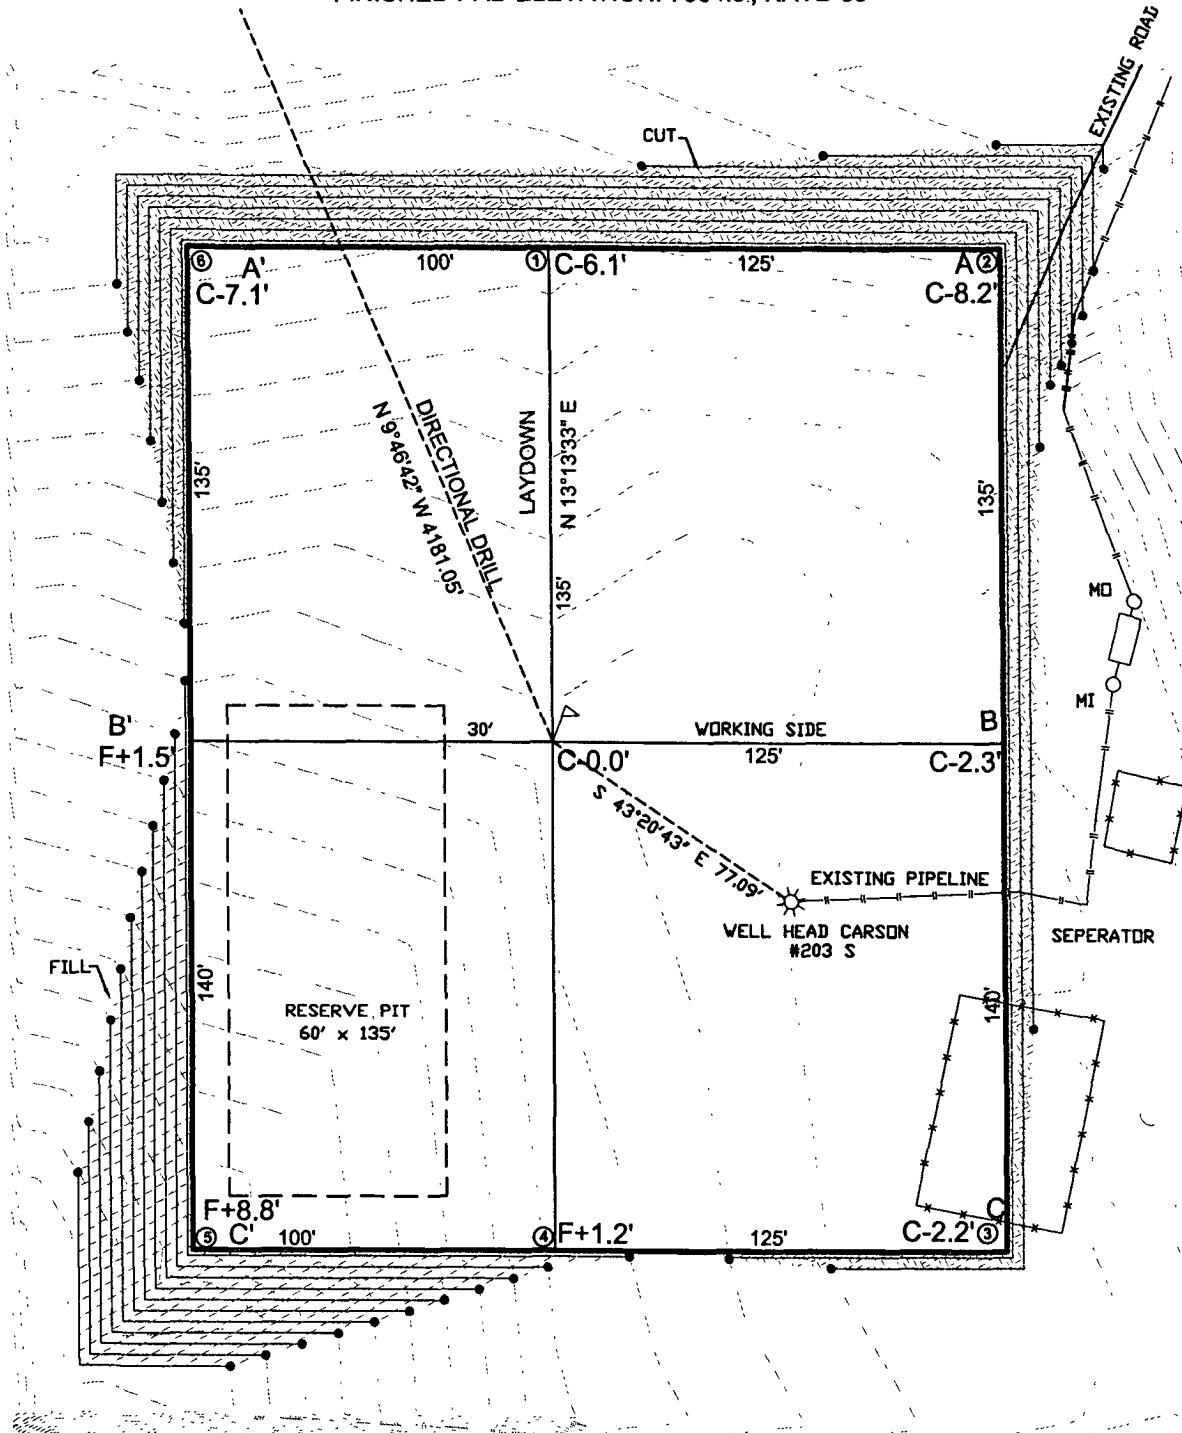 EXISTING ROAD
CUT
⑥ A' 100' ① C-6.1' 125' A ②
C-7.1' C-8.2'
DIRECTIONAL DRILL
N 9°46'42" W 4181.05'
LAYDOWN
N 13°13'33" E
135'
135'
135'
MO
MI
B' 30' WORKING SIDE B
F+1.5' C-0.0' 125' C-2.3'
S 43°20'43" E 77.09'
EXISTING PIPELINE
WELL HEAD CARSON
#203 S
SEPERATOR
FILL
140'
140'
RESERVE PIT
60' x 135'
F+8.8' C
⑤ C' 100' ④ F+1.2' 125' C-2.2' ③